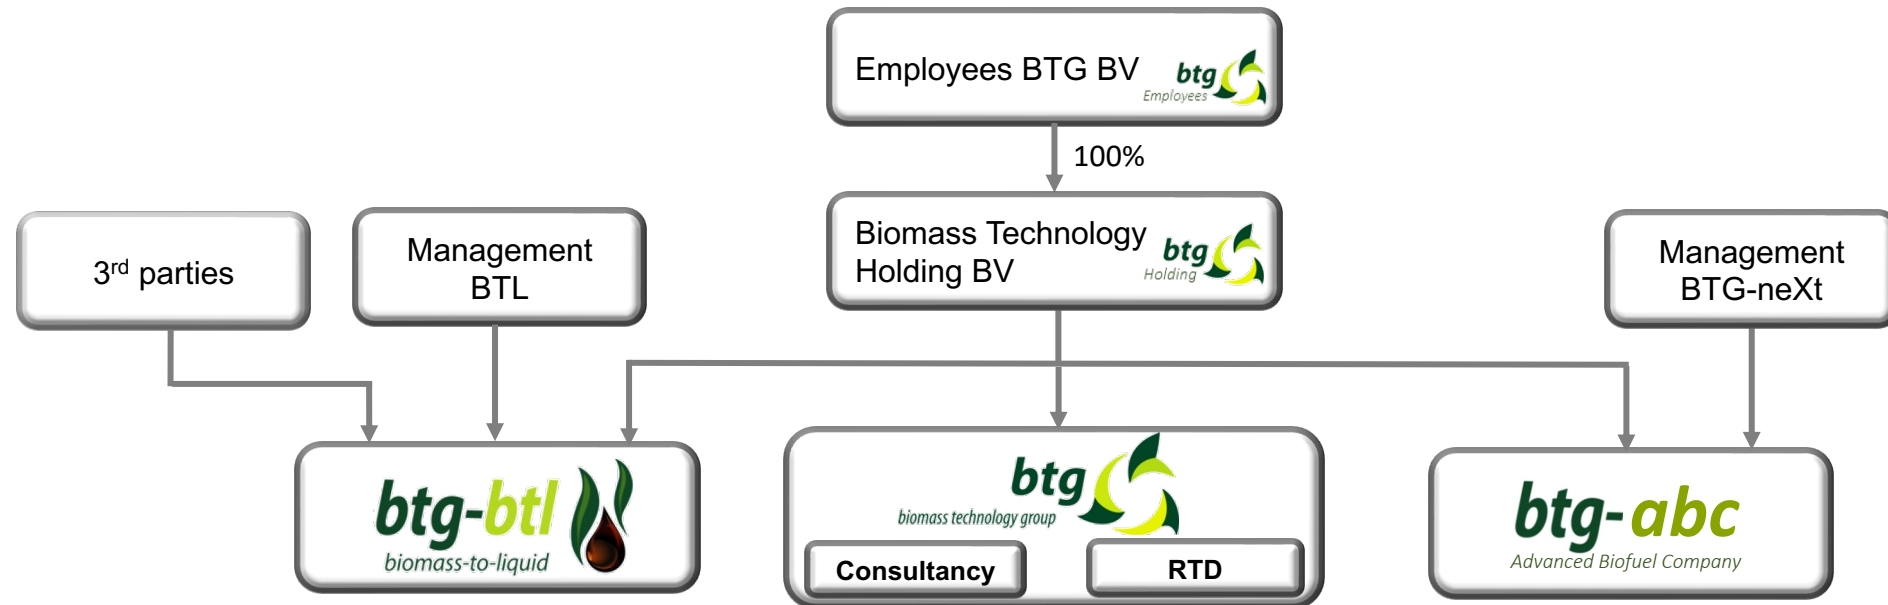 Employees BTG BV
btg
Employees
100%
3rd parties
Management
BTL
Biomass Technology
Holding BV
btg
Holding
Management
BTG-neXt
btg-btl
biomass-to-liquid
btg
biomass technology group
Consultancy
RTD
btg-abc
Advanced Biofuel Company